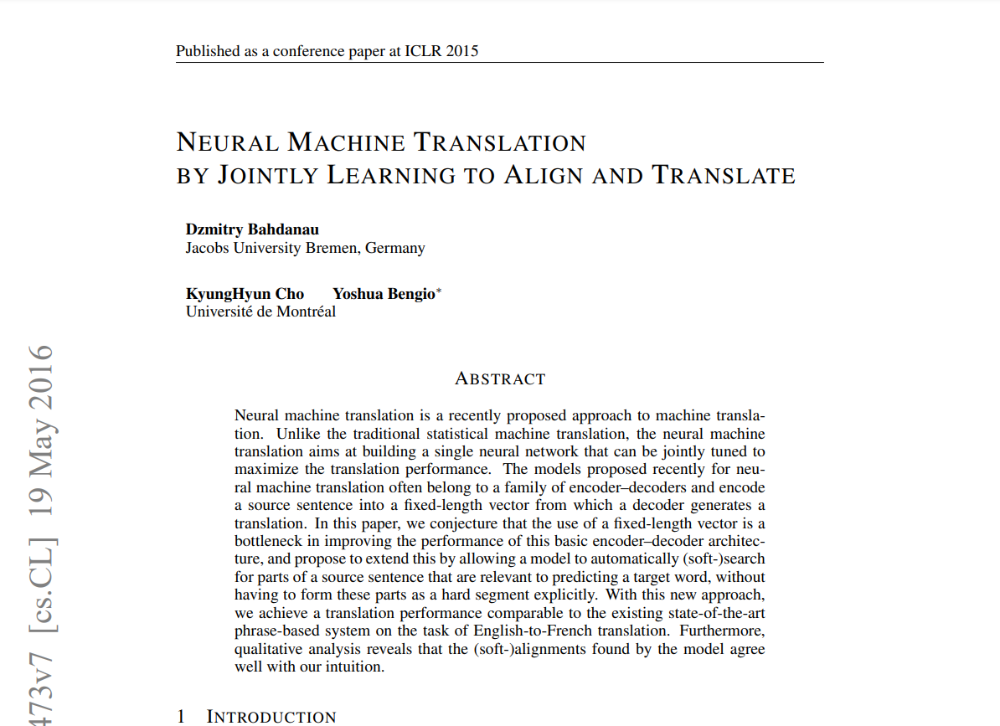 Published as a conference paper at ICLR 2015
NEURAL MACHINE TRANSLATION
BY JOINTLY LEARNING TO ALIGN AND TRANSLATE
Dzmitry Bahdanau
Jacobs University Bremen, Germany
KyungHyun Cho Yoshua Bengio*
Université de Montréal
ABSTRACT
Neural machine translation is a recently proposed approach to machine transla-
tion. Unlike the traditional statistical machine translation, the neural machine
translation aims at building a single neural network that can be jointly tuned to
maximize the translation performance. The models proposed recently for neu-
ral machine translation often belong to a family of encoder–decoders and encode
a source sentence into a fixed-length vector from which a decoder generates a
translation. In this paper, we conjecture that the use of a fixed-length vector is a
bottleneck in improving the performance of this basic encoder–decoder architec-
ture, and propose to extend this by allowing a model to automatically (soft-)search
for parts of a source sentence that are relevant to predicting a target word, without
having to form these parts as a hard segment explicitly. With this new approach,
we achieve a translation performance comparable to the existing state-of-the-art
phrase-based system on the task of English-to-French translation. Furthermore,
qualitative analysis reveals that the (soft-)alignments found by the model agree
well with our intuition.
1 INTRODUCTION
473v7 [cs.CL] 19 May 2016